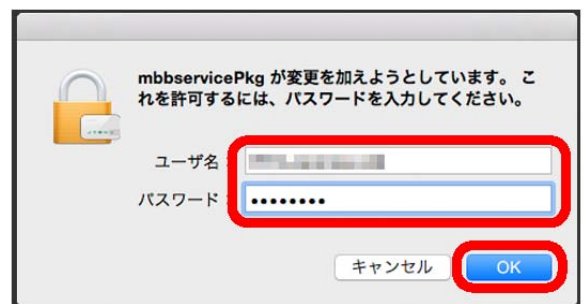 mbbservicePkg が変更を加えようとしています。 こ
れを許可するには、パスワードを入力してください。
ユーザ名：
パスワード：
キャンセル
OK